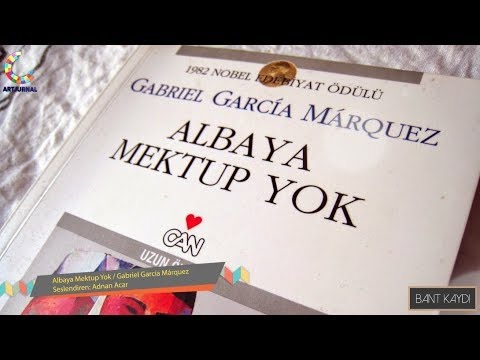 ARTJURNAL
1982 NOBEL EDEBİYAT ÖDÜLÜ
GABRIEL GARCÍA MÁRQUEZ
ALBAYA
MEKTUP YOK
CAN
UZUN
Albaya Mektup Yok / Gabriel Garcia Márquez
Seslendiren: Adnan Acar
BANT KAYDI